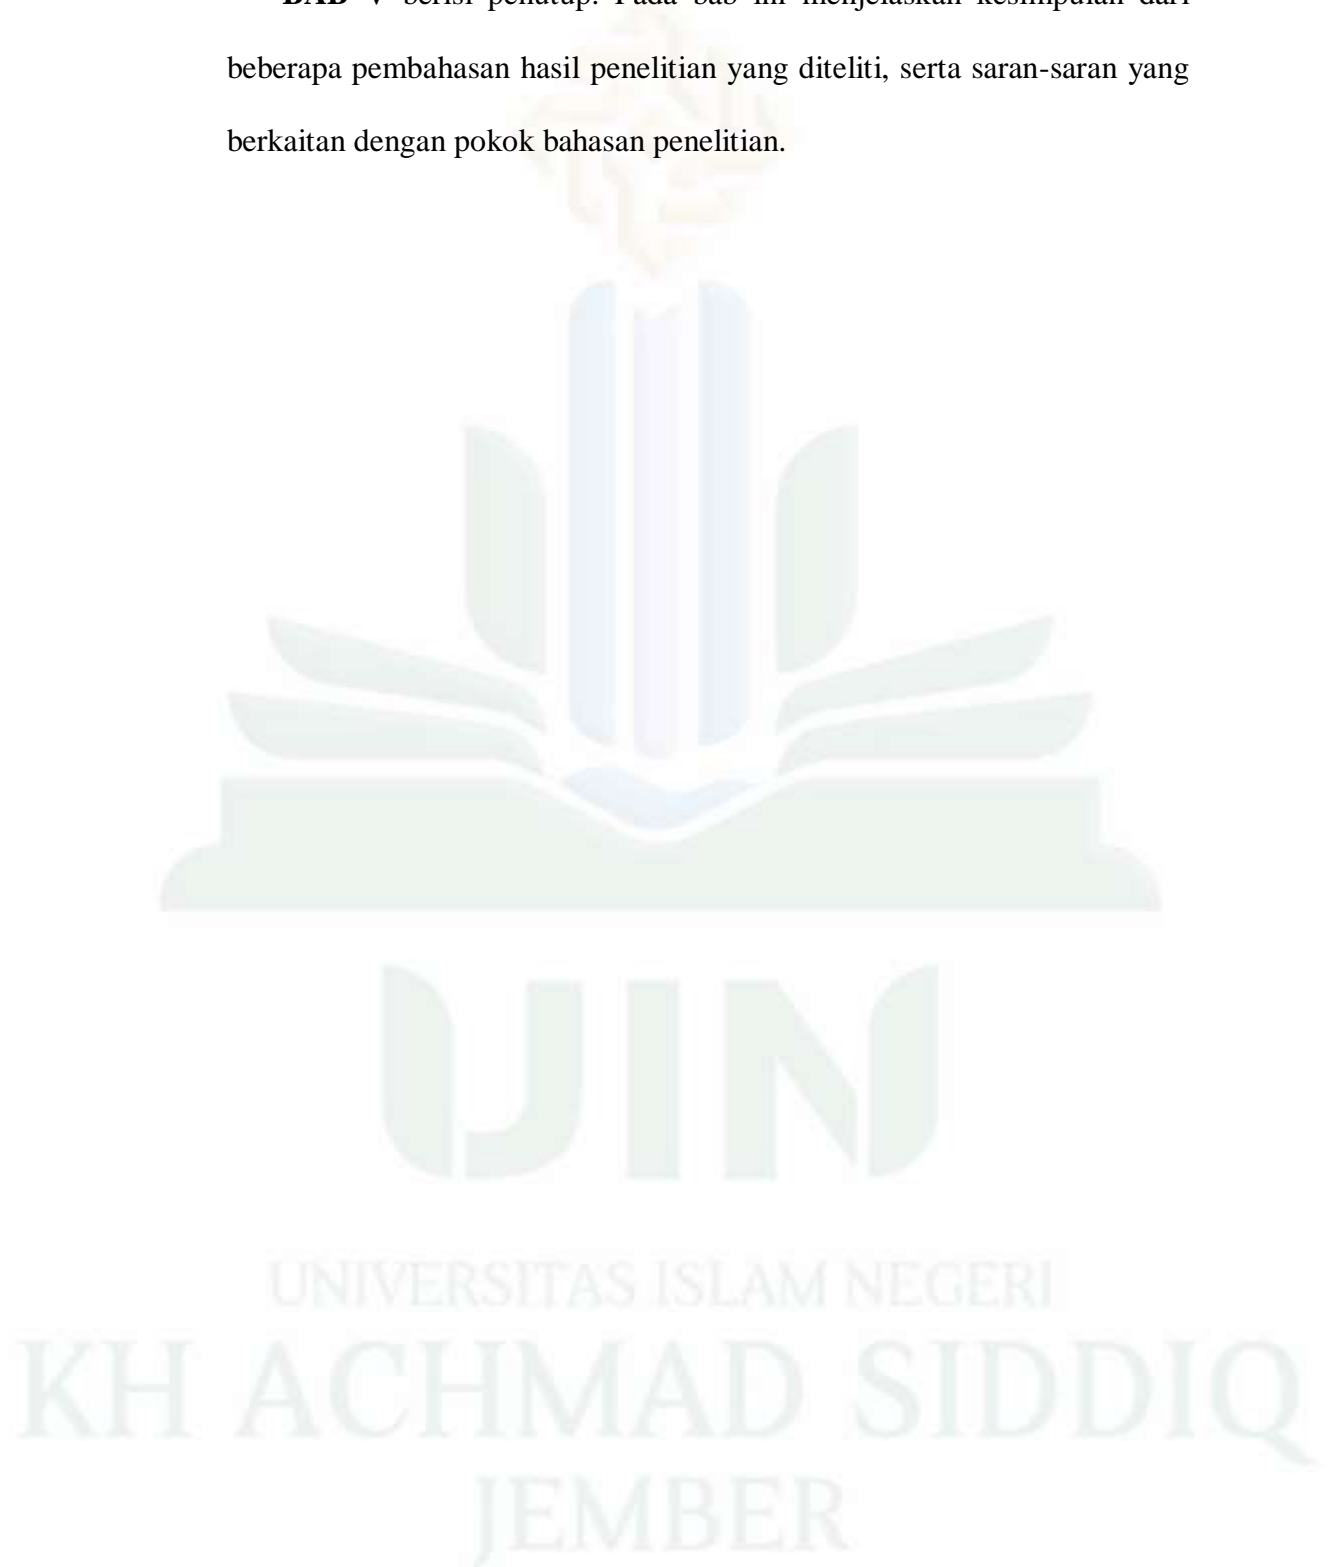 BAB V berisi penutup. Pada bab ini menjelaskan kesimpulan dari
beberapa pembahasan hasil penelitian yang diteliti, serta saran-saran yang
berkaitan dengan pokok bahasan penelitian.
UIN
UNIVERSITAS ISLAM NEGERI
KH ACHMAD SIDDIQ
JEMBER